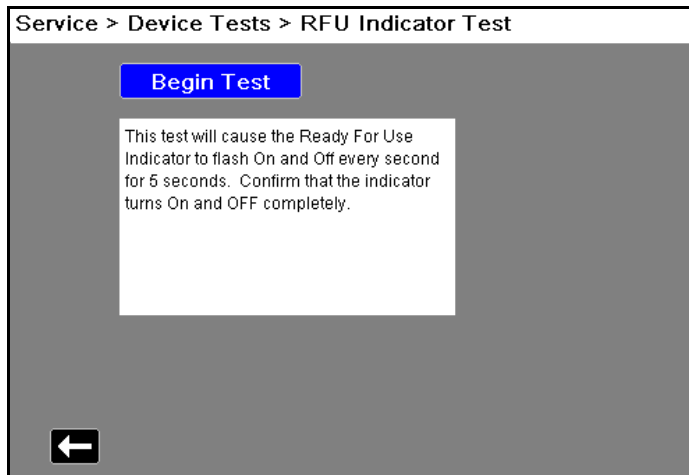 Service > Device Tests > RFU Indicator Test
Begin Test
This test will cause the Ready For Use
Indicator to flash On and Off every second
for 5 seconds.  Confirm that the indicator
turns On and OFF completely.